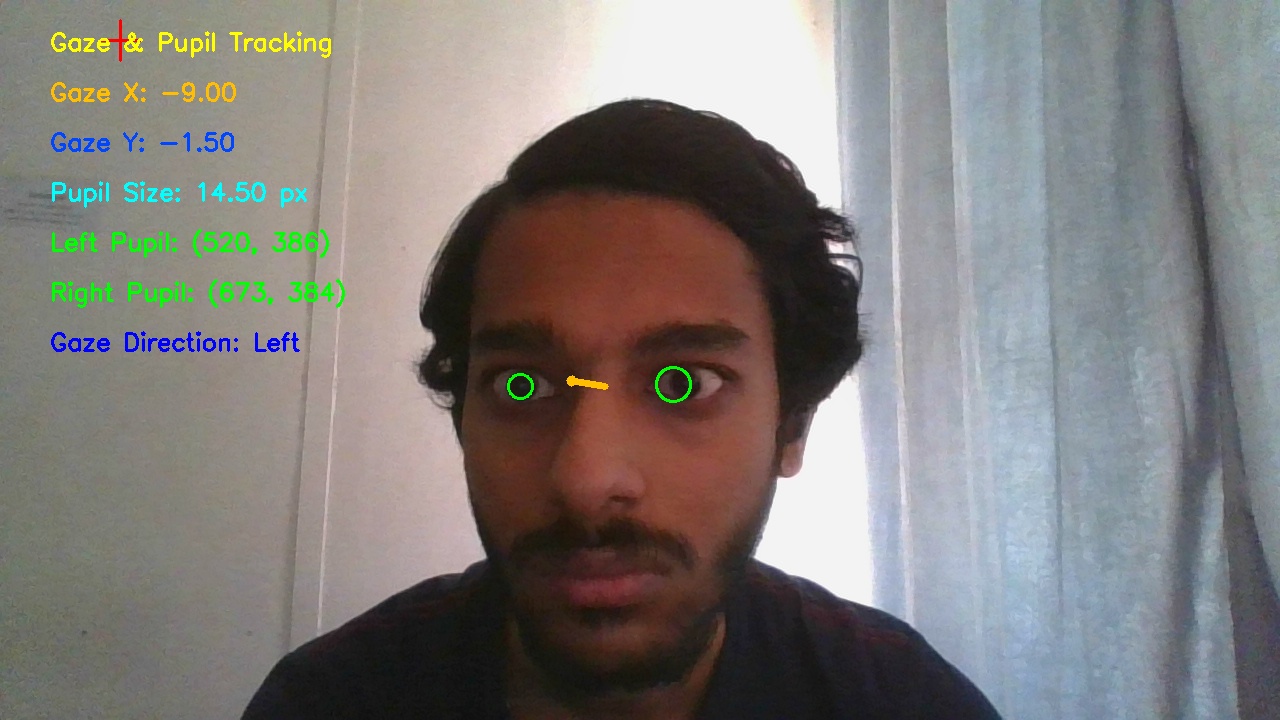 Gaze & Pupil Tracking
Gaze X: -9.00
Gaze Y: -1.50
Pupil Size: 14.50 px
Left Pupil: (520, 386)
Right Pupil: (673, 384)
Gaze Direction: Left